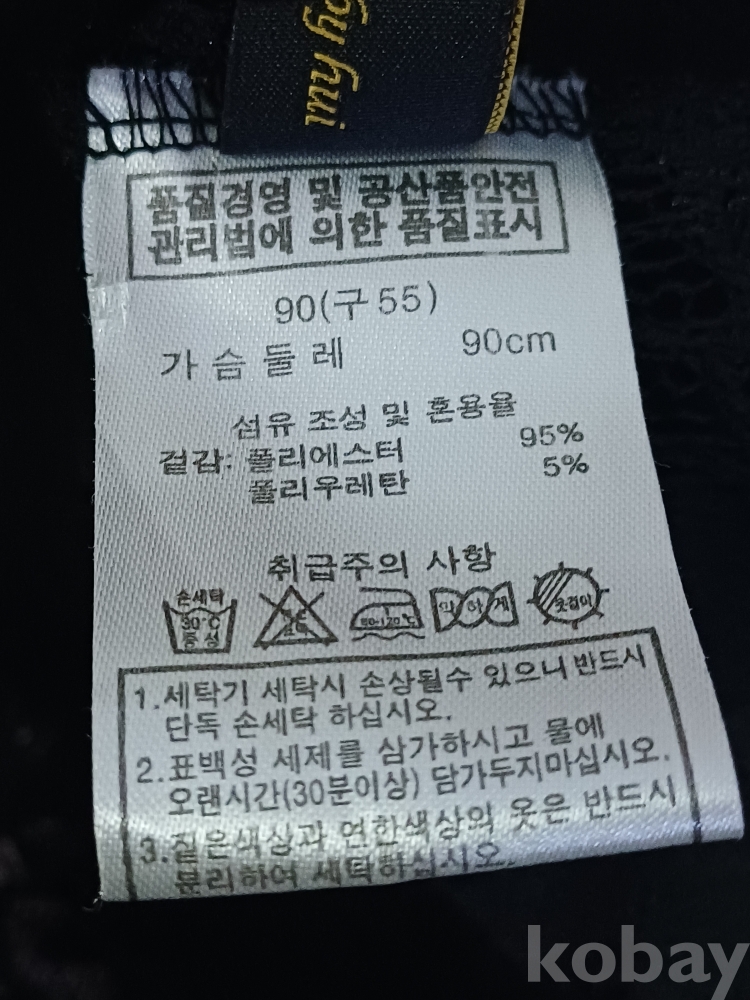 by hui
품질경영 및 공산품안전
관리법에 의한 품질표시
90(구 55)
가 슴 둘 레 90cm
섬유 조성 및 혼용율
겉감: 폴리에스터 95%
폴리우레탄 5%
취급주의 사항
손세탁
30°C
중 성
80-120℃
약하게
옷걸이
1.세탁기 세탁시 손상될수 있으니 반드시
단독 손세탁 하십시오.
2.표백성 세제를 삼가하시고 물에
오랜시간(30분이상) 담가두지마십시오.
3.짙은색상과 연한색상의 옷은 반드시
분리하여 세탁하십시오.
kobay